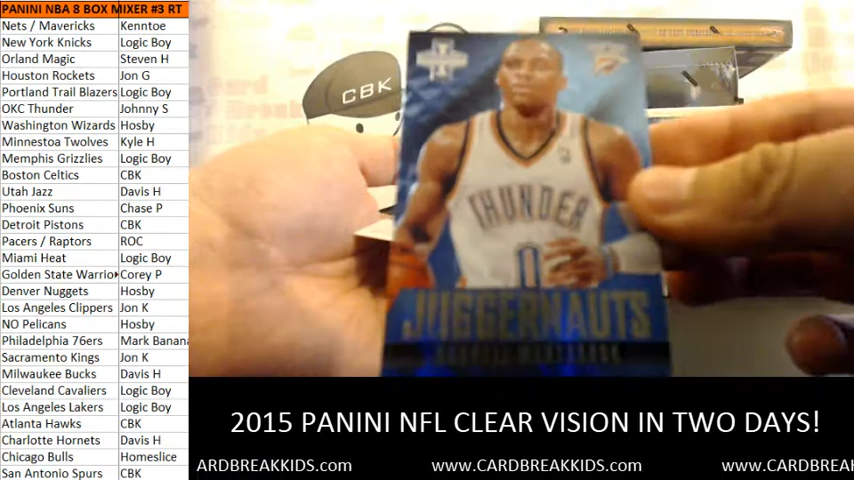 PANINI NBA 8 BOX MIXER #3 RT
Nets / Mavericks Kenntoe
New York Knicks Logic Boy
Orland Magic Steven H
Houston Rockets Jon G
Portland Trail Blazers Logic Boy
OKC Thunder Johnny S
Washington Wizards Hosby
Minnestoa Twolves Kyle H
Memphis Grizzlies Logic Boy
Boston Celtics CBK
Utah Jazz Davis H
Phoenix Suns Chase P
Detroit Pistons CBK
Pacers / Raptors ROC
Miami Heat Logic Boy
Golden State Warrio Corey P
Denver Nuggets Hosby
Los Angeles Clippers Jon K
NO Pelicans Hosby
Philadelphia 76ers Mark Banana
Sacramento Kings Jon K
Milwaukee Bucks Davis H
Cleveland Cavaliers Logic Boy
Los Angeles Lakers Logic Boy
Atlanta Hawks CBK
Charlotte Hornets Davis H
Chicago Bulls Homeslice
San Antonio Spurs CBK
CBK
THUNDER
0
JUGGERNAUTS
RUSSELL WESTBROOK
2015 PANINI NFL CLEAR VISION IN TWO DAYS!
ARDBREAKKIDS.com www.CARDBREAKKIDS.com www.CARDB